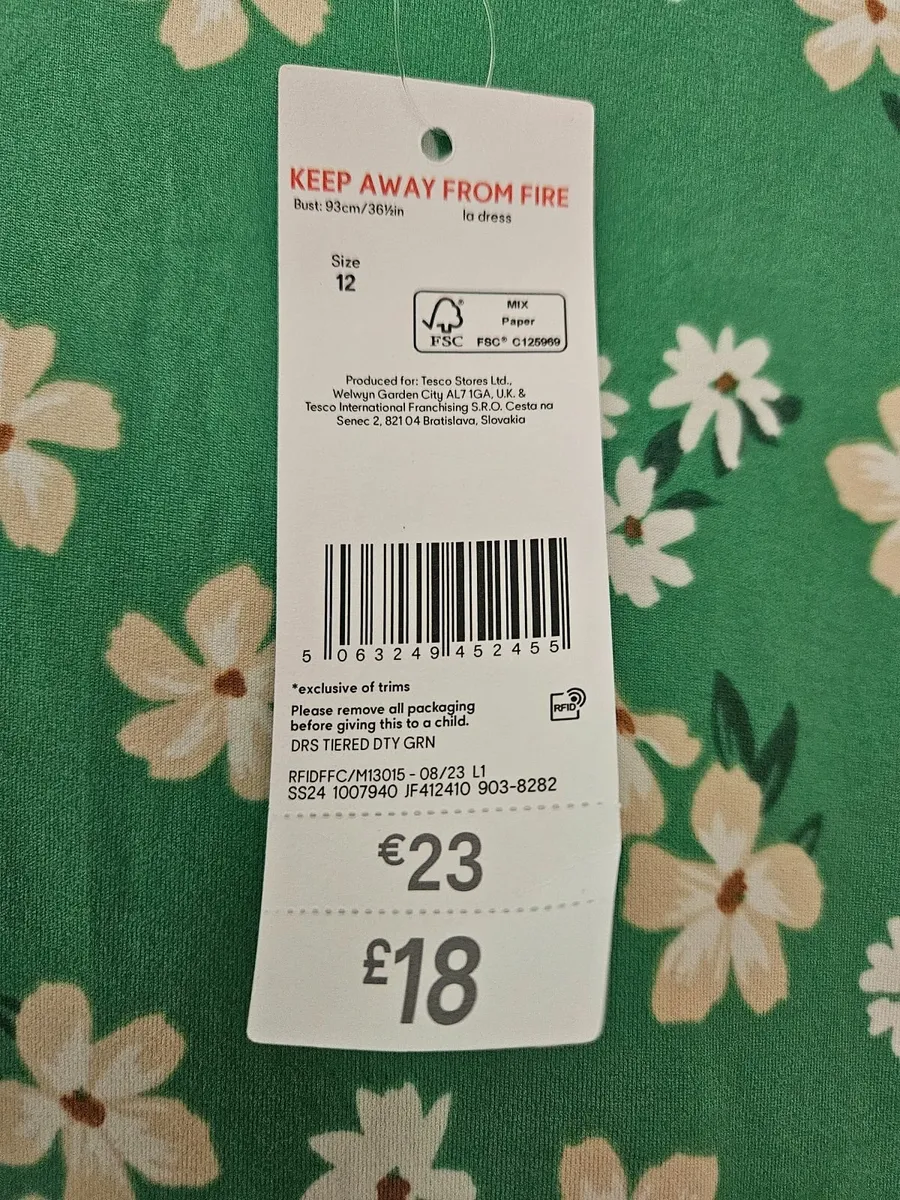 KEEP AWAY FROM FIRE
Bust: 93cm/36½in la dress
Size
12
MIX
Paper
FSC® FSC® C125969
Produced for: Tesco Stores Ltd.,
Welwyn Garden City AL7 1GA, U.K. &
Tesco International Franchising S.R.O. Cesta na
Senec 2, 821 04 Bratislava, Slovakia
5 063249 452455
*exclusive of trims
Please remove all packaging
before giving this to a child.
RFID
DRS TIERED DTY GRN
RFIDFFC/M13015 - 08/23 L1
SS24 1007940 JF412410 903-8282
€23
£18